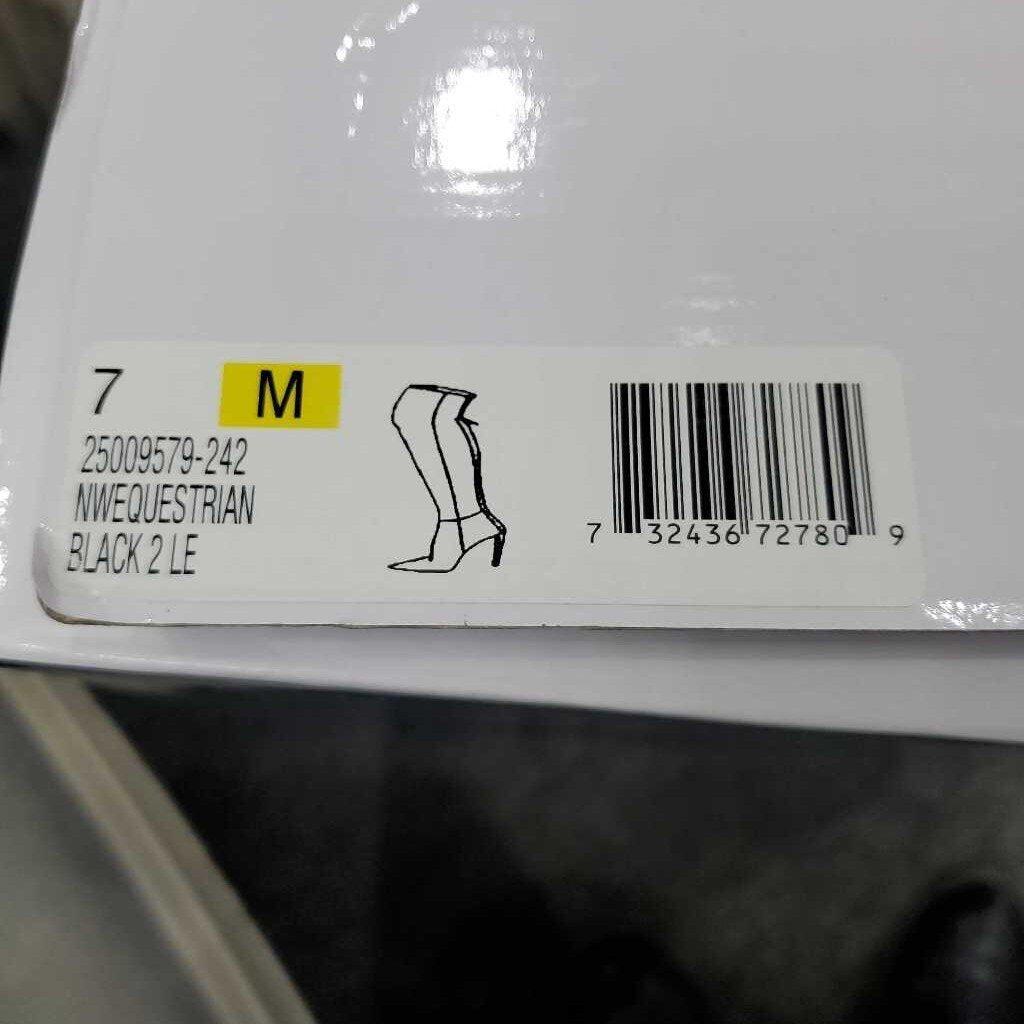 7 M
25009579-242
NWEQUESTRIAN
BLACK 2 LE
7 32436 72780 9